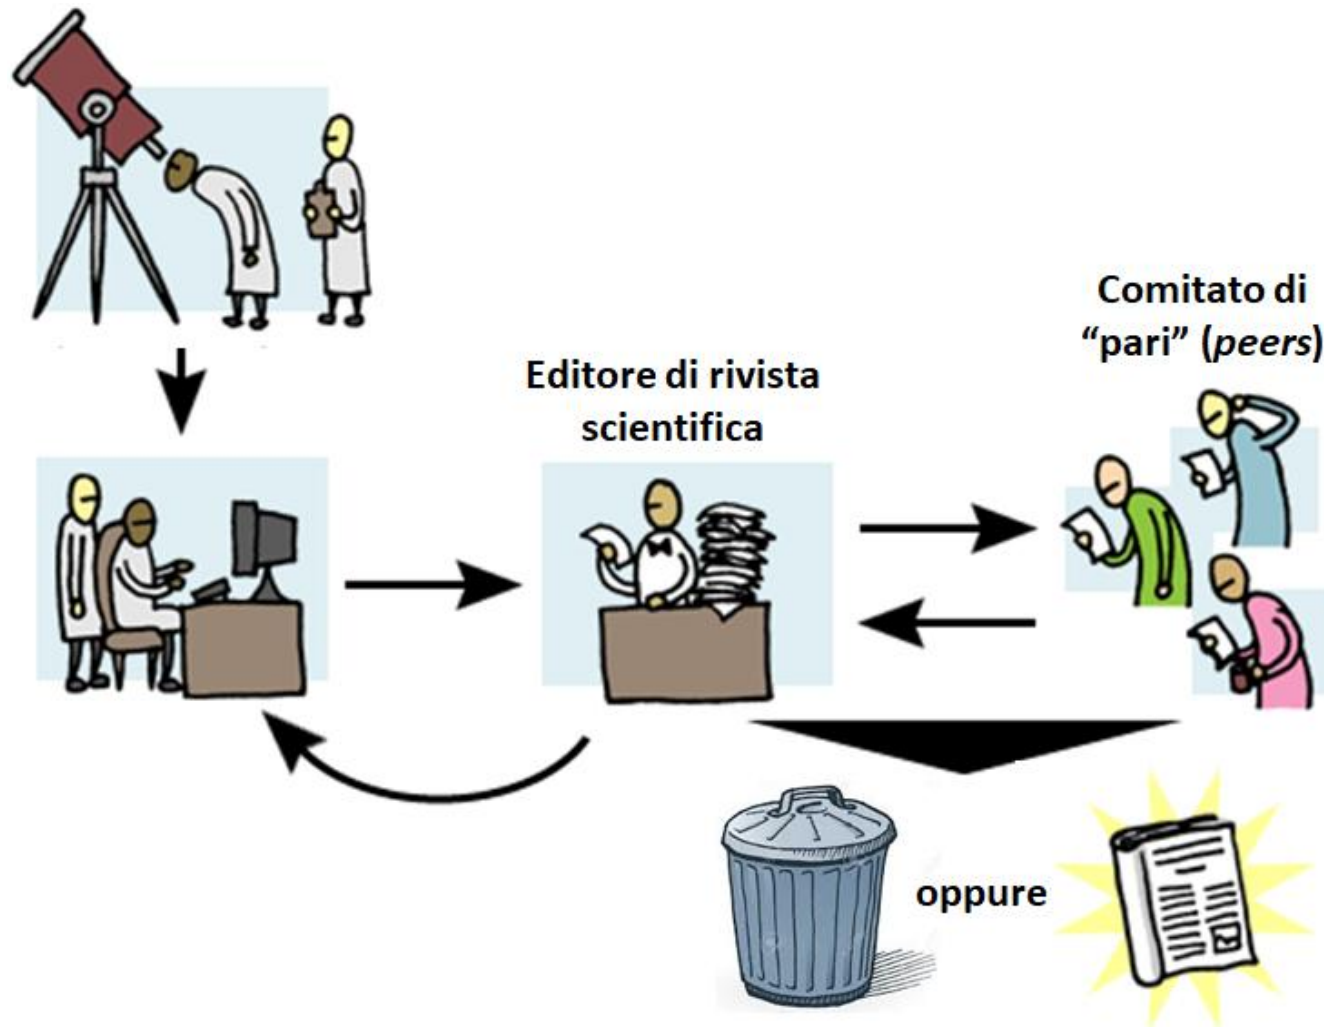 Comitato di
“pari” (peers)
Editore di rivista
scientifica
oppure